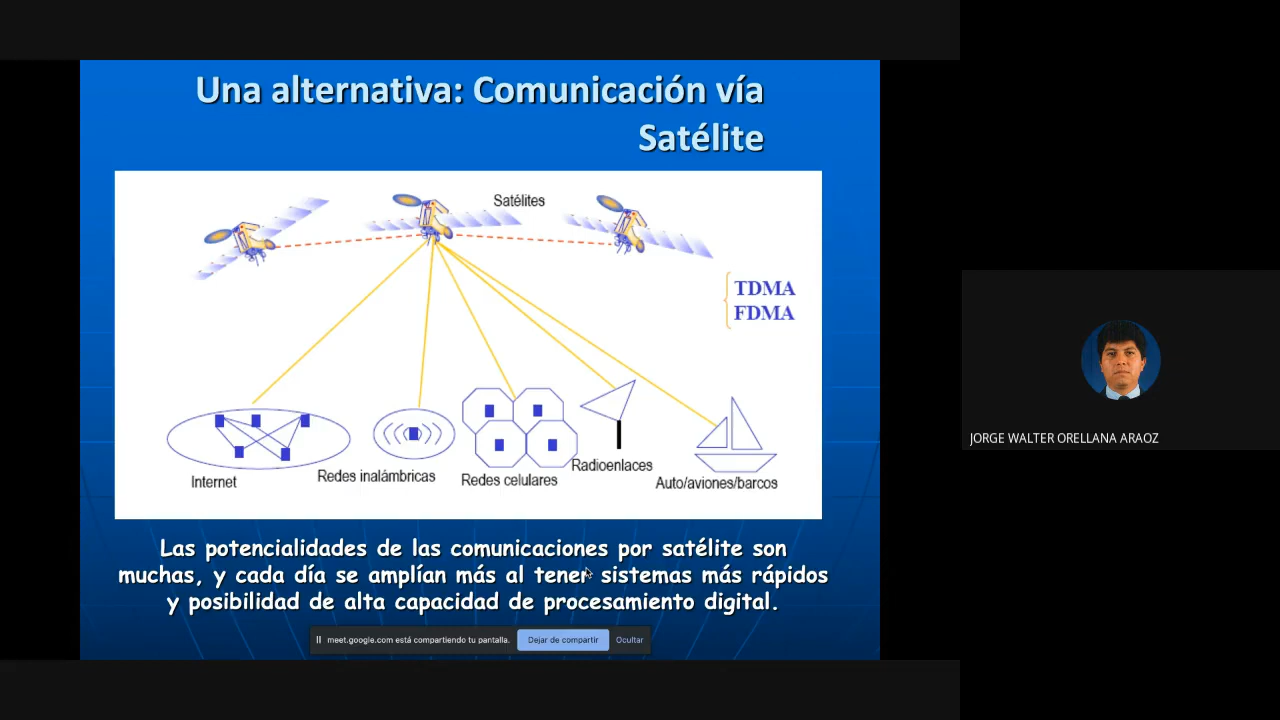 Una alternativa: Comunicación vía
Satélite
Satélites
TDMA
FDMA
Internet
Redes inalámbricas
Redes celulares
Radioenlaces
Auto/aviones/barcos
Las potencialidades de las comunicaciones por satélite son
muchas, y cada día se amplían más al tener sistemas más rápidos
y posibilidad de alta capacidad de procesamiento digital.
meet.google.com está compartiendo tu pantalla. Dejar de compartir Ocultar
JORGE WALTER ORELLANA ARAOZ